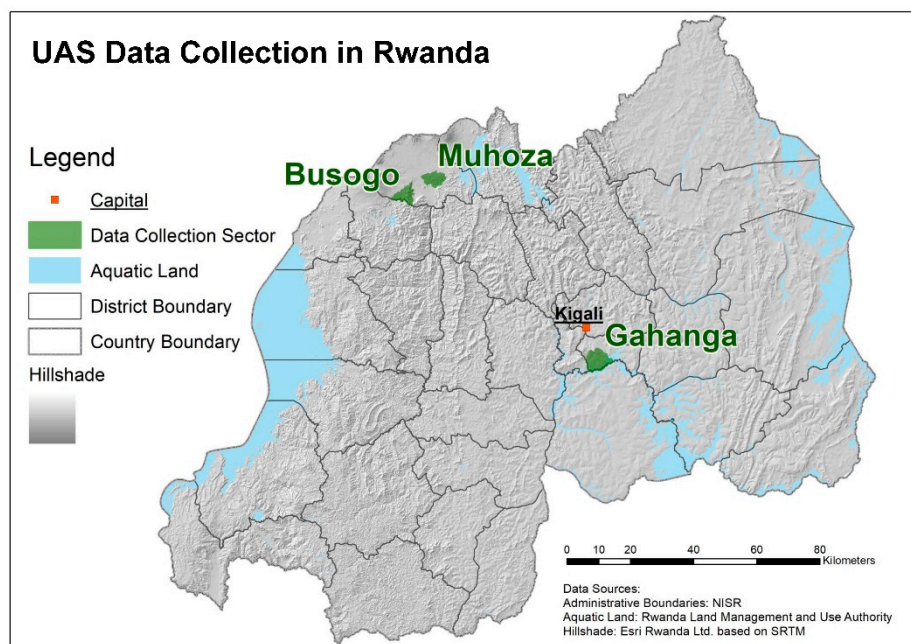 UAS Data Collection in Rwanda
Legend
Capital
Data Collection Sector
Aquatic Land
District Boundary
Country Boundary
Hillshade
Busogo
Muhoza
Kigali
Gahanga
0 10 20 40 60 80
Kilometers
Data Sources:
Administrative Boundaries: NISR
Aquatic Land: Rwanda Land Management and Use Authority
Hillshade: Esri Rwanda Ltd. based on SRTM